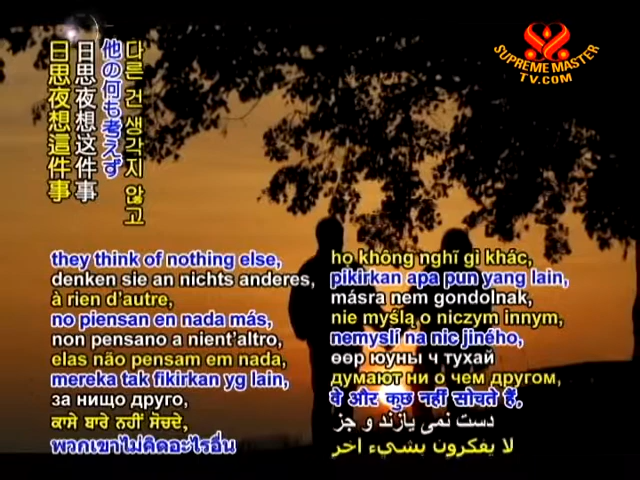 SUPREME MASTER
TV.COM
다른 건 생각지 않고
他の何も考えず
日思夜想这件事
日思夜想這件事
they think of nothing else,
denken sie an nichts anderes,
à rien d'autre,
no piensan en nada más,
non pensano a nient'altro,
elas não pensam em nada,
mereka tak fikirkan yg lain,
за нищо друго,
ਕਾਸੇ ਬਾਰੇ ਨਹੀਂ ਸੋਚਦੇ,
พวกเขาไม่คิดอะไรอื่น
họ không nghĩ gì khác,
pikirkan apa pun yang lain,
másra nem gondolnak,
nie myślą o niczym innym,
nemyslí na nic jiného,
өөр юуны ч тухай
думают ни о чем другом,
वे और कुछ नहीं सोचते हैं,
دست نمی یازند و جز
لا يفكرون بشيء اخر